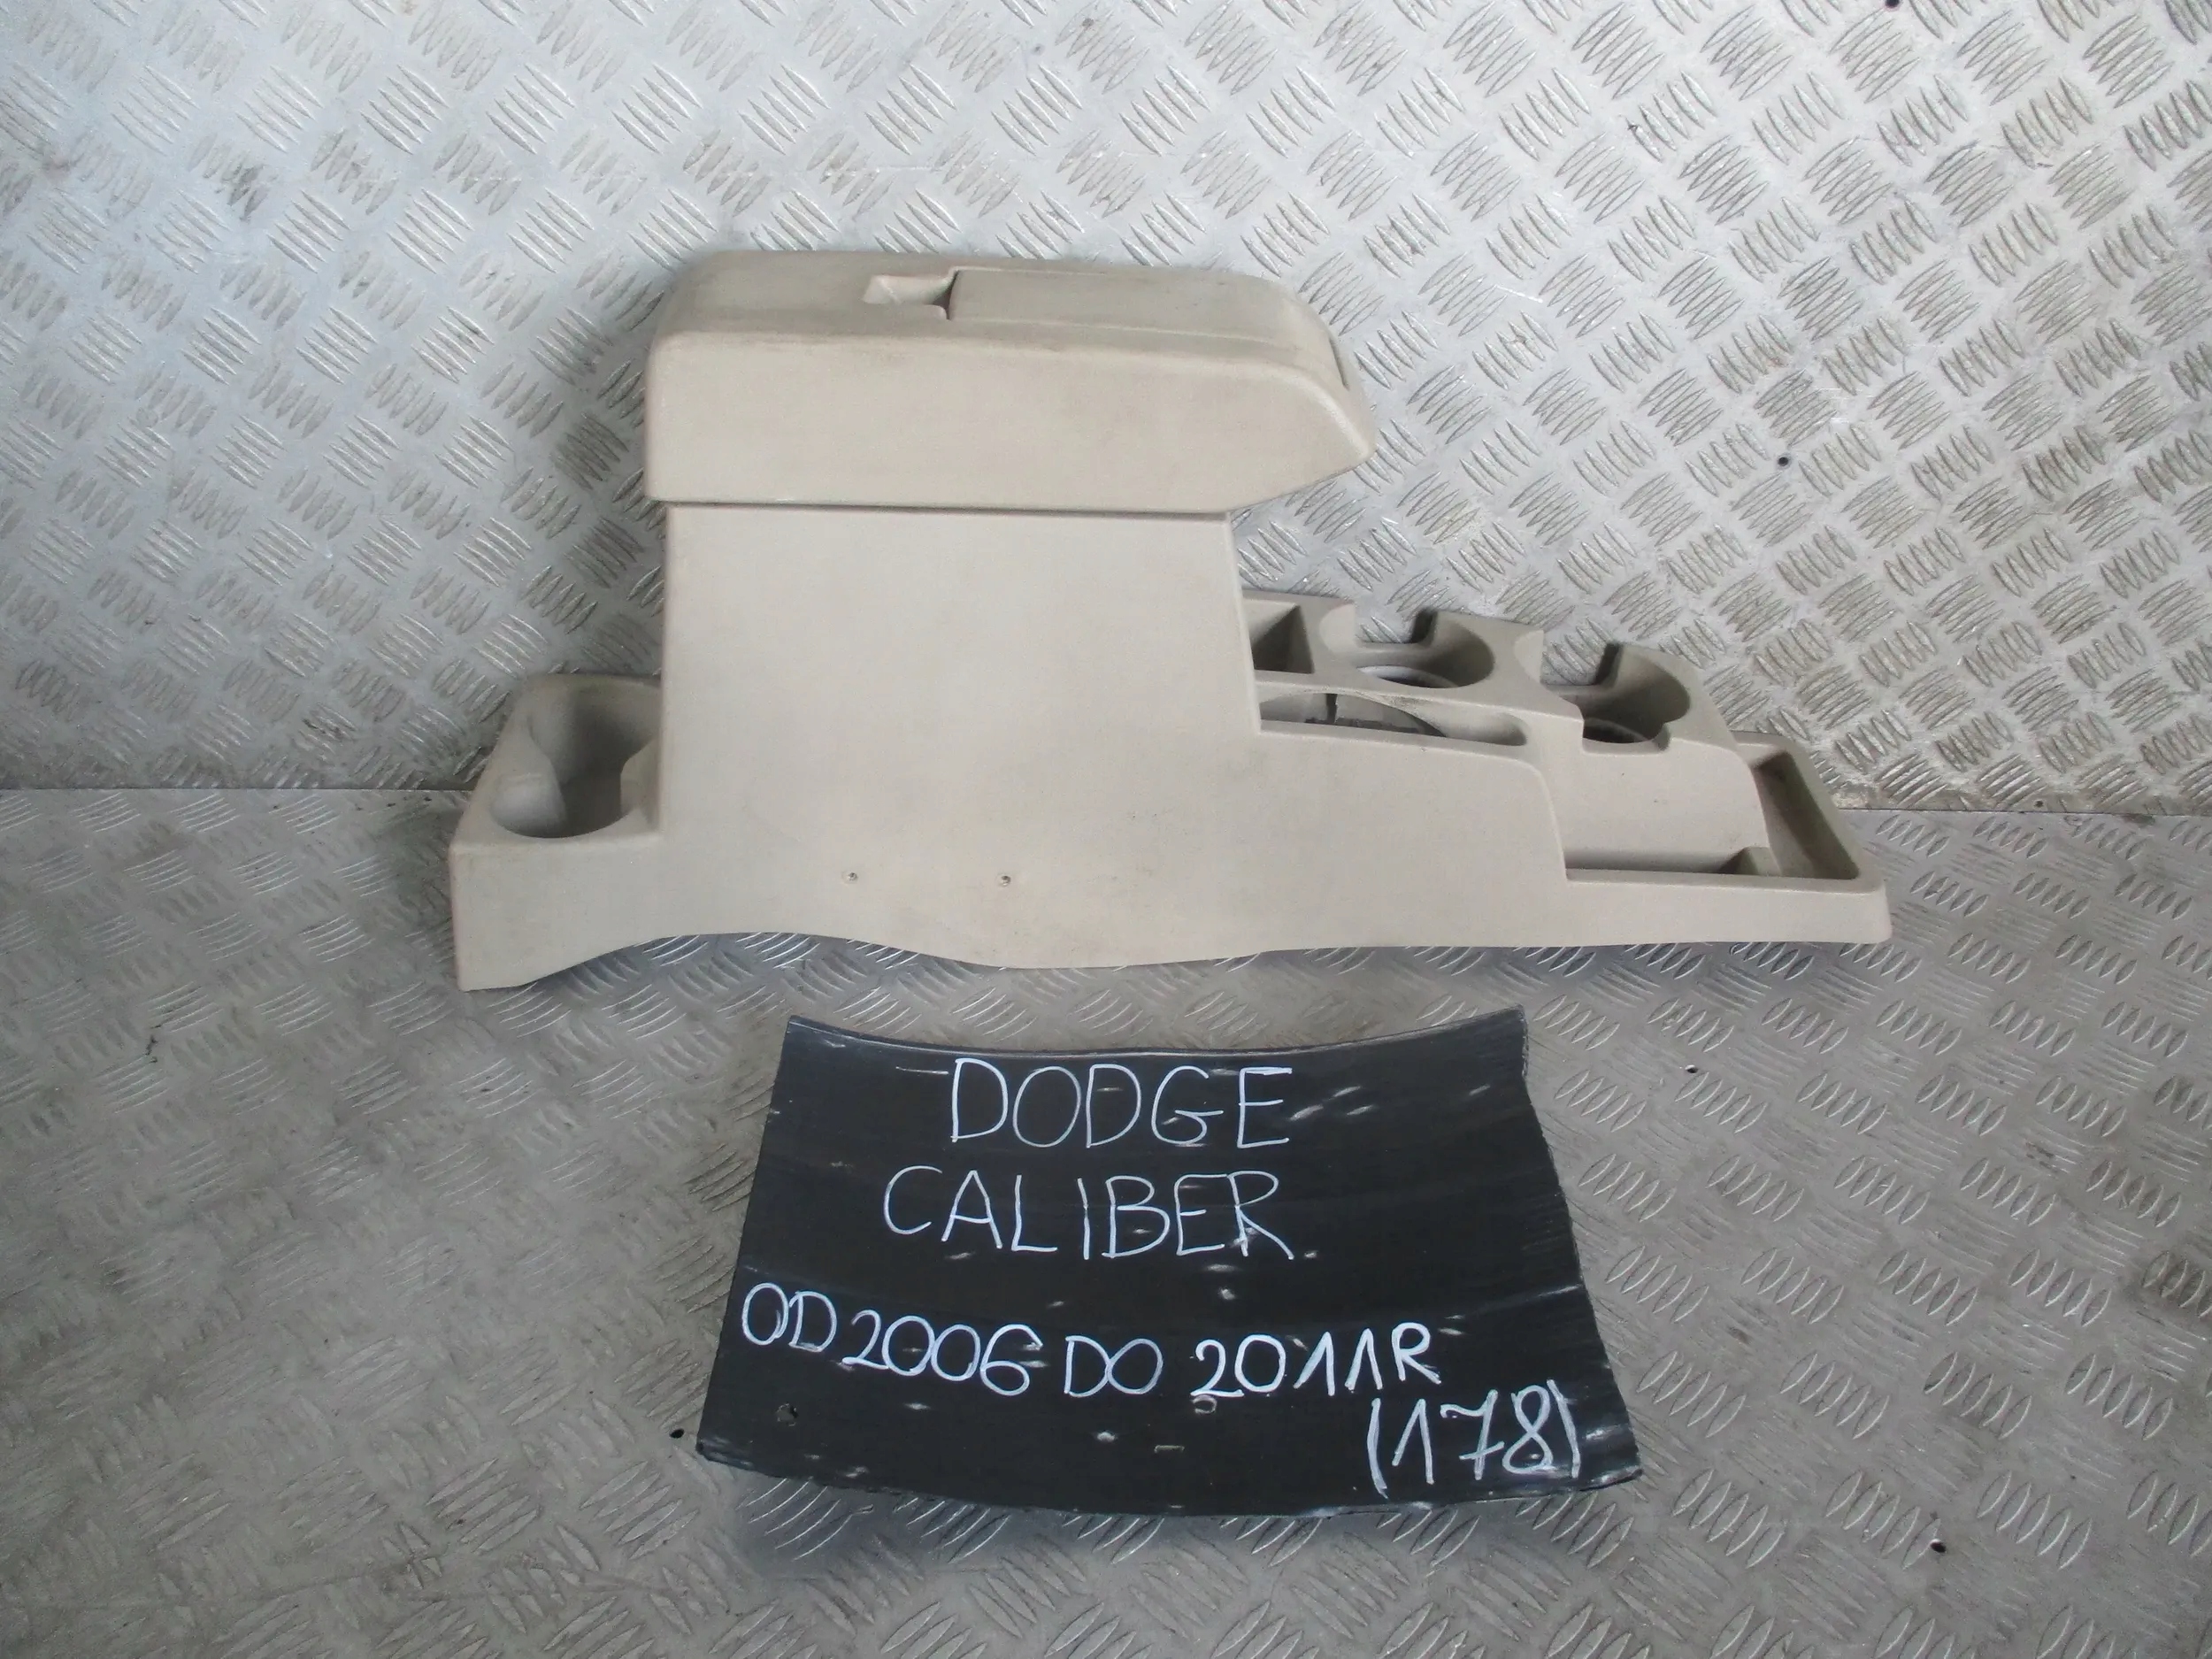 DODGE
CALIBER
OD 2006 DO 2011R
(178)